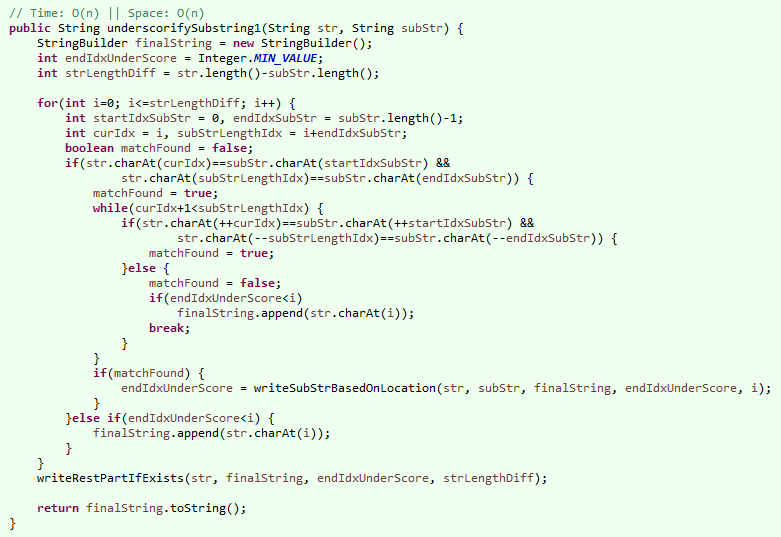 // Time: O(n) || Space: O(n)
public String underscorifySubstring1(String str, String subStr) {
    StringBuilder finalString = new StringBuilder();
    int endIdxUnderScore = Integer.MIN_VALUE;
    int strLengthDiff = str.length()-subStr.length();

    for(int i=0; i<=strLengthDiff; i++) {
        int startIdxSubStr = 0, endIdxSubStr = subStr.length()-1;
        int curIdx = i, subStrLengthIdx = i+endIdxSubStr;
        boolean matchFound = false;
        if(str.charAt(curIdx)==subStr.charAt(startIdxSubStr) &&
                str.charAt(subStrLengthIdx)==subStr.charAt(endIdxSubStr)) {
            matchFound = true;
            while(curIdx+1<subStrLengthIdx) {
                if(str.charAt(++curIdx)==subStr.charAt(++startIdxSubStr) &&
                        str.charAt(--subStrLengthIdx)==subStr.charAt(--endIdxSubStr)) {
                    matchFound = true;
                }else {
                    matchFound = false;
                    if(endIdxUnderScore<i)
                        finalString.append(str.charAt(i));
                    break;
                }
            }
            if(matchFound) {
                endIdxUnderScore = writeSubStrBasedOnLocation(str, subStr, finalString, endIdxUnderScore, i);
            }
        }else if(endIdxUnderScore<i) {
            finalString.append(str.charAt(i));
        }
    }
    writeRestPartIfExists(str, finalString, endIdxUnderScore, strLengthDiff);

    return finalString.toString();
}